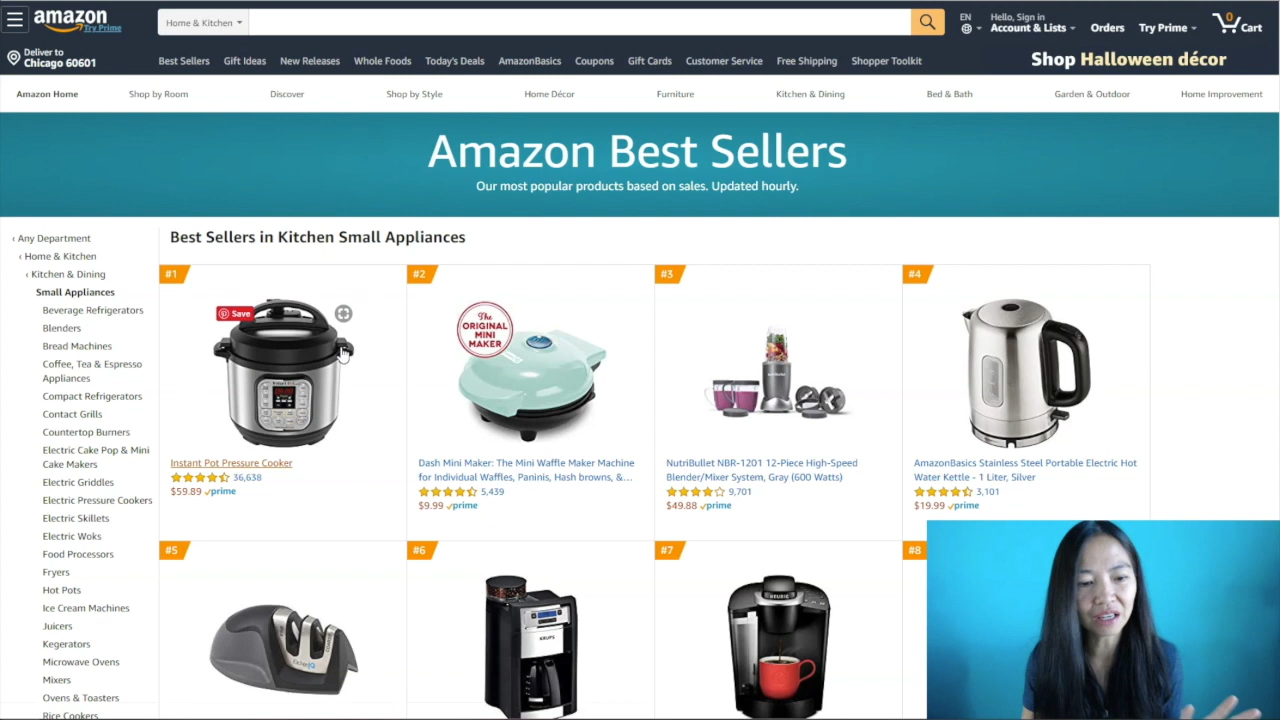 amazon
Try Prime
Home & Kitchen
EN
Hello, Sign in
Account & Lists
Orders
Try Prime
0
Cart
Deliver to
Chicago 60601
Best Sellers
Gift Ideas
New Releases
Whole Foods
Today's Deals
AmazonBasics
Coupons
Gift Cards
Customer Service
Free Shipping
Shopper Toolkit
Shop Halloween décor
Amazon Home
Shop by Room
Discover
Shop by Style
Home Décor
Furniture
Kitchen & Dining
Bed & Bath
Garden & Outdoor
Home Improvement
Amazon Best Sellers
Our most popular products based on sales. Updated hourly.
‹ Any Department
‹ Home & Kitchen
‹ Kitchen & Dining
Small Appliances
Beverage Refrigerators
Blenders
Bread Machines
Coffee, Tea & Espresso
Appliances
Compact Refrigerators
Contact Grills
Countertop Burners
Electric Cake Pop & Mini
Cake Makers
Electric Griddles
Electric Pressure Cookers
Electric Skillets
Electric Woks
Food Processors
Fryers
Hot Pots
Ice Cream Machines
Juicers
Kegerators
Microwave Ovens
Mixers
Ovens & Toasters
Rice Cookers
Best Sellers in Kitchen Small Appliances
#1
Save
Instant Pot Pressure Cooker
36,638
$59.89 prime
#2
The
ORIGINAL
MINI
MAKER
Dash Mini Maker: The Mini Waffle Maker Machine
for Individual Waffles, Paninis, Hash browns, &…
5,439
$9.99 prime
#3
NutriBullet NBR-1201 12-Piece High-Speed
Blender/Mixer System, Gray (600 Watts)
9,701
$49.88 prime
#4
AmazonBasics Stainless Steel Portable Electric Hot
Water Kettle - 1 Liter, Silver
3,101
$19.99 prime
#5
#6
KRUPS
#7
KEURIG
#8